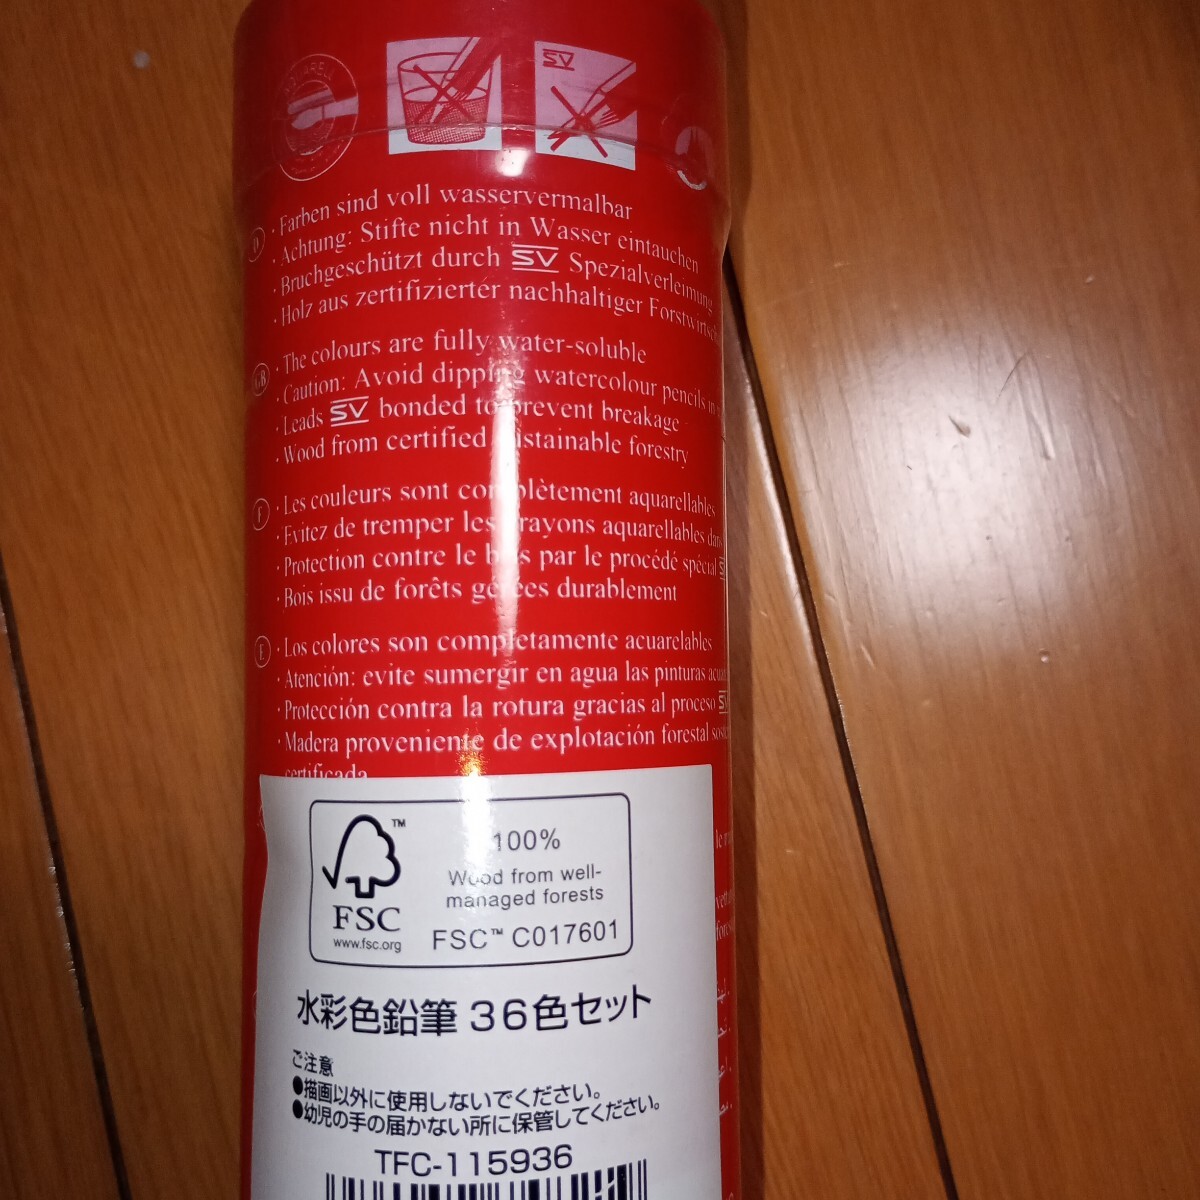 SV
D
· Farben sind voll wasservermalbar
· Achtung: Stifte nicht in Wasser eintauchen
· Bruchgeschützt durch SV Spezialverleimung
· Holz aus zertifizierter nachhaltiger
GB
· The colours are fully water-soluble
· Caution: Avoid dipping watercolour pencils in
· Leads SV bonded to prevent breakage
· Wood from certified sustainable forestry
F
· Les couleurs sont complètement aquarellables
· Evitez de tremper les crayons aquarellables
· Protection contre le bris par le procédé spécial
· Bois issu de forêts gérées durablement
E
· Los colores son completamente acuarelables
· Atención: evite sumergir en agua las pinturas
· Protección contra la rotura gracias al proceso SV
· Madera proveniente de explotación forestal
certificada
FSC™
www.fsc.org
100%
Wood from well-
managed forests
FSC™ C017601
水彩色鉛筆 36色セット
ご注意
●描画以外に使用しないでください。
●幼児の手の届かない所に保管してください。
TFC-115936